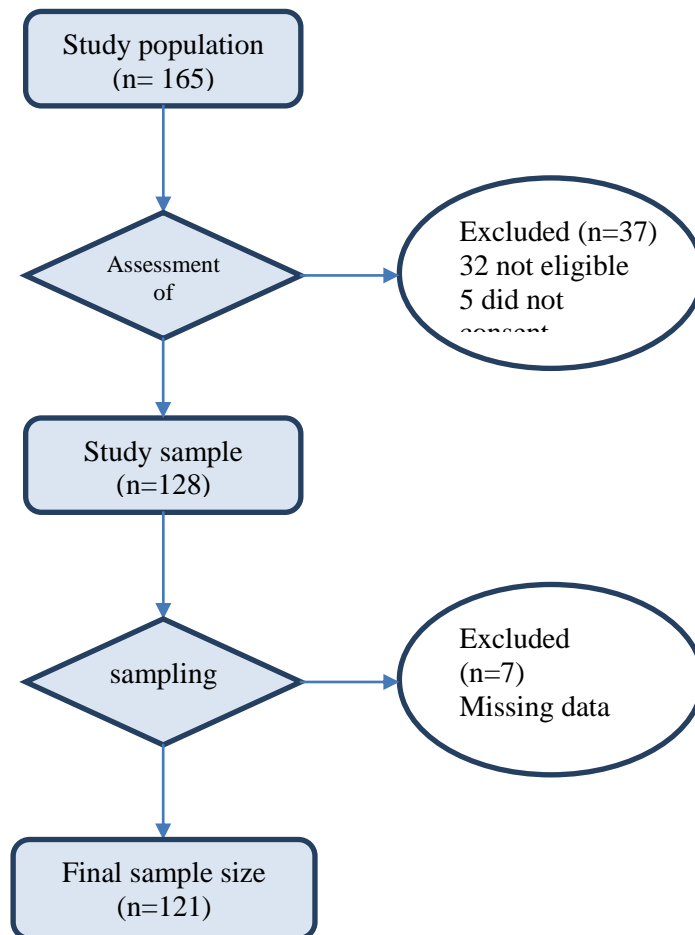 Study population
(n= 165)
Assessment
of
Excluded (n=37)
32 not eligible
5 did not
consent
Study sample
(n=128)
sampling
Excluded
(n=7)
Missing data
Final sample size
(n=121)